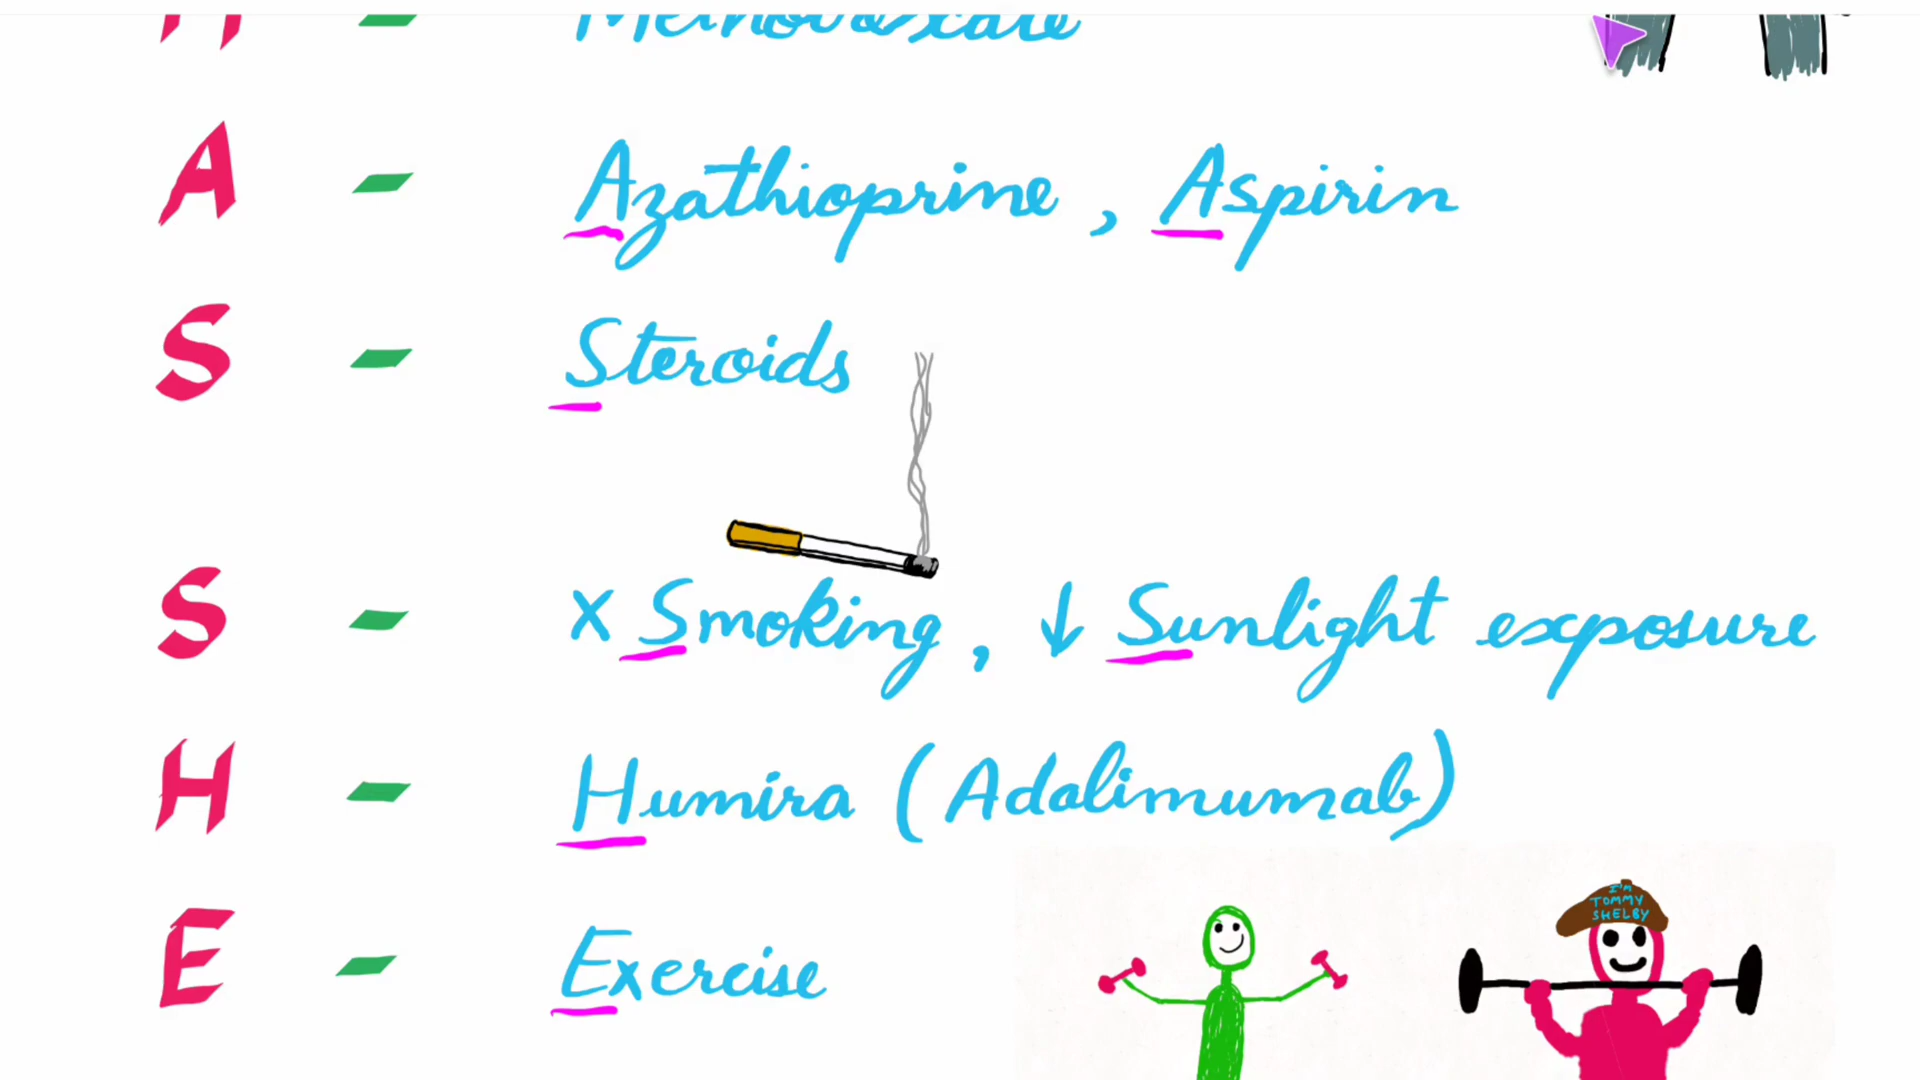 A - Azathioprine, Aspirin
S - Steroids
S - x Smoking, ↓ Sunlight exposure
H - Humira (Adalimumab)
E - Exercise
I'M
TOMMY
SHELBY